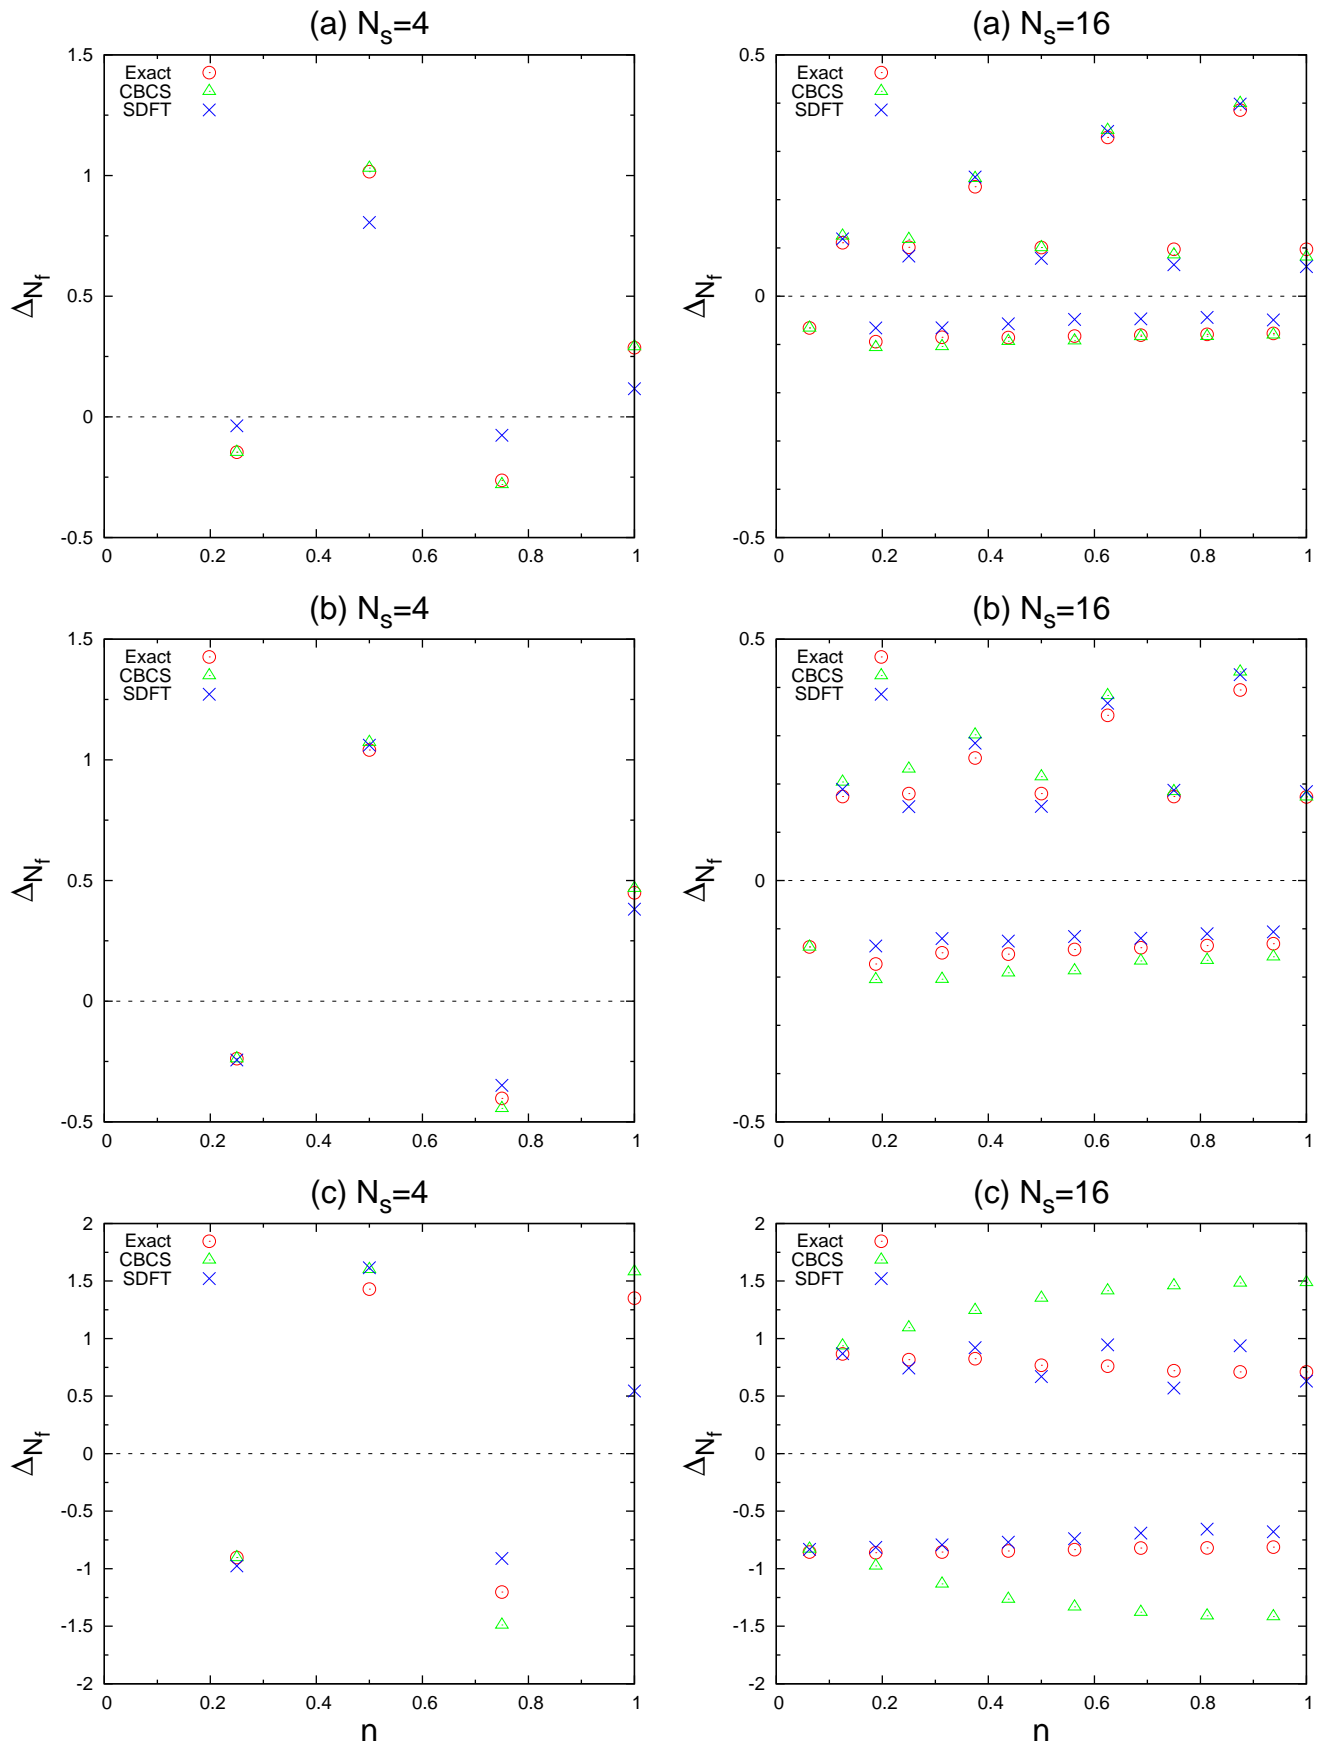 (a) N_s=4
1.5
1
0.5
0
-0.5
Δ_N_f
Exact
CBCS
SDFT
0 0.2 0.4 0.6 0.8 1
(a) N_s=16
0.5
0
-0.5
Δ_N_f
Exact
CBCS
SDFT
0 0.2 0.4 0.6 0.8 1
(b) N_s=4
1.5
1
0.5
0
-0.5
Δ_N_f
Exact
CBCS
SDFT
0 0.2 0.4 0.6 0.8 1
(b) N_s=16
0.5
0
-0.5
Δ_N_f
Exact
CBCS
SDFT
0 0.2 0.4 0.6 0.8 1
(c) N_s=4
2
1.5
1
0.5
0
-0.5
-1
-1.5
-2
Δ_N_f
Exact
CBCS
SDFT
0 0.2 0.4 0.6 0.8 1
n
(c) N_s=16
2
1.5
1
0.5
0
-0.5
-1
-1.5
-2
Δ_N_f
Exact
CBCS
SDFT
0 0.2 0.4 0.6 0.8 1
n